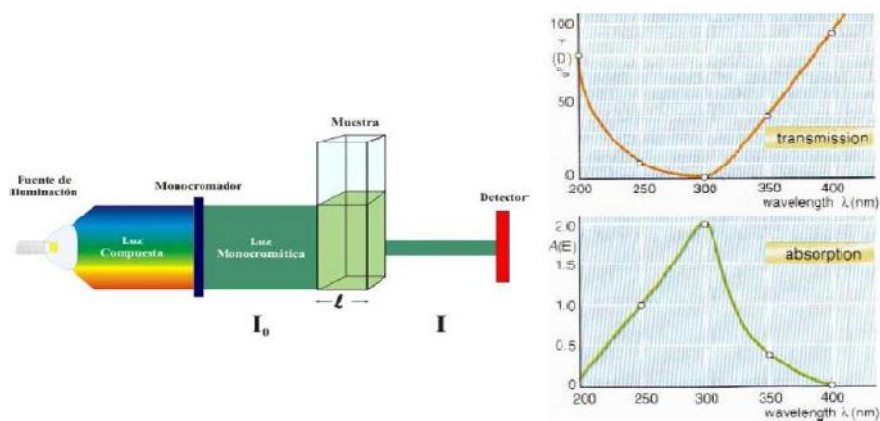 Fuente de
Iluminación
Luz
Compuesta
Monocromador
Luz
Monocromática
Muestra
Detector
ℓ
I₀
I
100
50
0
200 250 300 350 400
transmission
wavelength λ (nm)
2.0
A(E)
1.5
1.0
0.5
0
200 250 300 350 400
absorption
wavelength λ (nm)